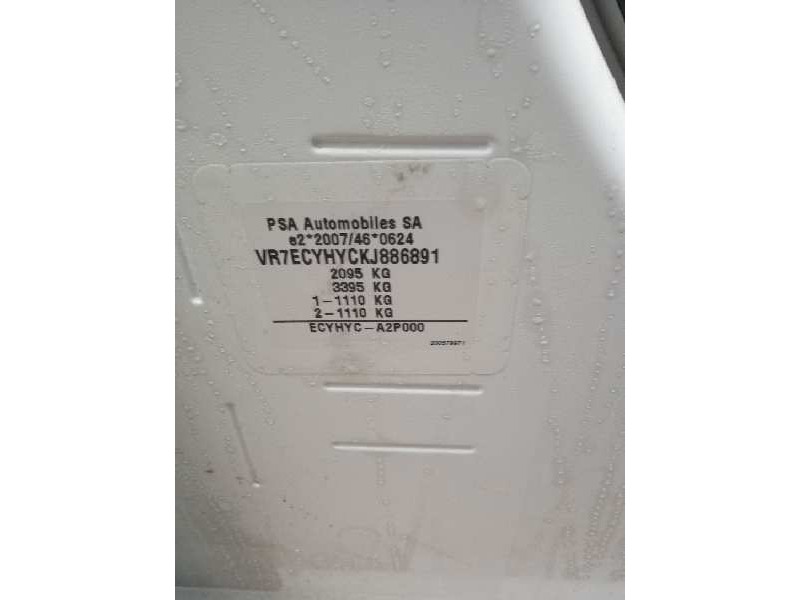 PSA Automobiles SA
e2*2007/46*0624
VR7ECYHYCKJ886891
2095 KG
3395 KG
1-1110 KG
2-1110 KG
ECYHYC-A2P000